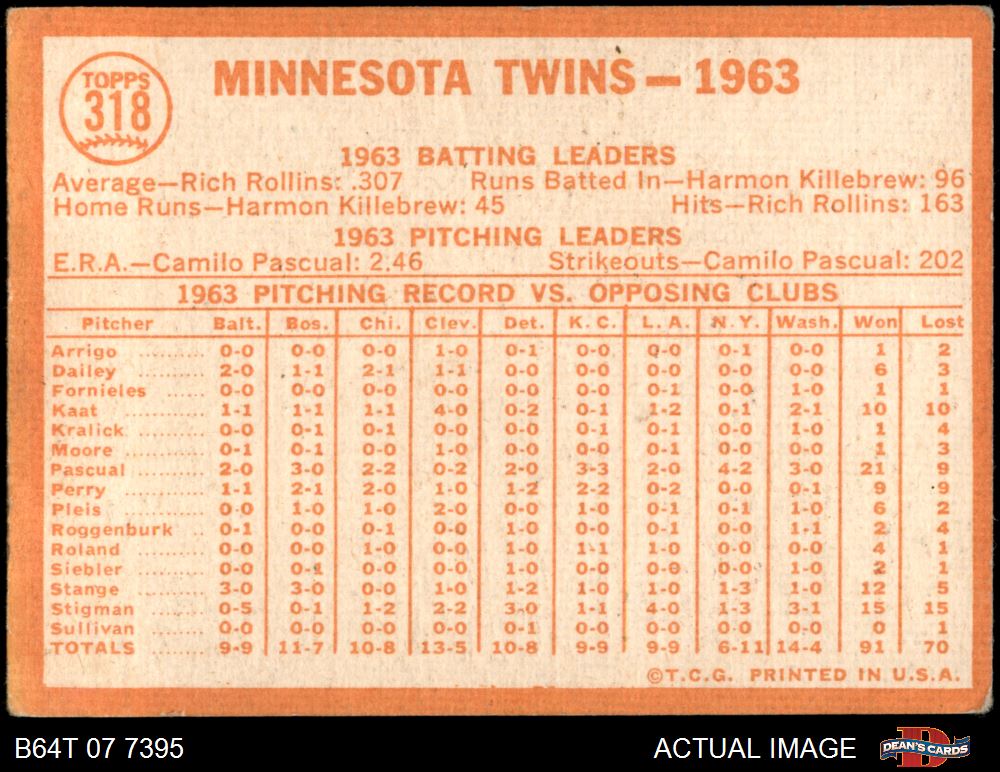 TOPPS
318
MINNESOTA TWINS—1963
1963 BATTING LEADERS
Average—Rich Rollins: .307 Runs Batted In—Harmon Killebrew: 96
Home Runs—Harmon Killebrew: 45 Hits—Rich Rollins: 163
1963 PITCHING LEADERS
E.R.A.—Camilo Pascual: 2.46 Strikeouts—Camilo Pascual: 202
1963 PITCHING RECORD VS. OPPOSING CLUBS
Pitcher Balt. Bos. Chi. Clev. Det. K. C. L. A. N. Y. Wash. Won Lost
Arrigo .......... 0-0 0-0 0-0 1-0 0-1 0-0 0-0 0-1 0-0 1 2
Dailey .......... 2-0 1-1 2-1 1-1 0-0 0-0 0-0 0-0 0-0 6 3
Fornieles ...... 0-0 0-0 0-0 0-0 0-0 0-0 0-1 0-0 1-0 1 1
Kaat .......... 1-1 1-1 1-1 4-0 0-2 0-1 1-2 0-1 2-1 10 10
Kralick .......... 0-0 0-1 0-1 0-0 0-0 0-1 0-1 0-0 1-0 1 4
Moore .......... 0-1 0-1 0-0 1-0 0-0 0-0 0-1 0-0 0-0 1 3
Pascual .......... 2-0 3-0 2-2 0-2 2-0 3-3 2-0 4-2 3-0 21 9
Perry .......... 1-1 2-1 2-0 1-0 1-2 2-2 0-2 0-0 0-1 9 9
Pleis .......... 0-0 1-0 1-0 2-0 0-0 1-0 0-1 0-1 1-0 6 2
Roggenburk .. 0-1 0-0 0-1 0-0 1-0 0-0 0-1 0-0 1-1 2 4
Roland .......... 0-0 0-0 1-0 0-0 1-0 1-1 1-0 0-0 0-0 4 1
Siebler .......... 0-0 0-1 0-0 0-0 1-0 0-0 0-0 0-0 1-0 2 1
Stange .......... 3-0 3-0 0-0 1-0 1-2 1-0 1-0 1-3 1-0 12 5
Stigman .......... 0-5 0-1 1-2 2-2 3-0 1-1 4-0 1-3 3-1 15 15
Sullivan .......... 0-0 0-0 0-0 0-0 0-1 0-0 0-0 0-0 0-0 0 1
TOTALS 9-9 11-7 10-8 13-5 10-8 9-9 9-9 6-11 14-4 91 70
©T.C.G. PRINTED IN U.S.A.
B64T 07 7395 ACTUAL IMAGE DEAN'S CARDS